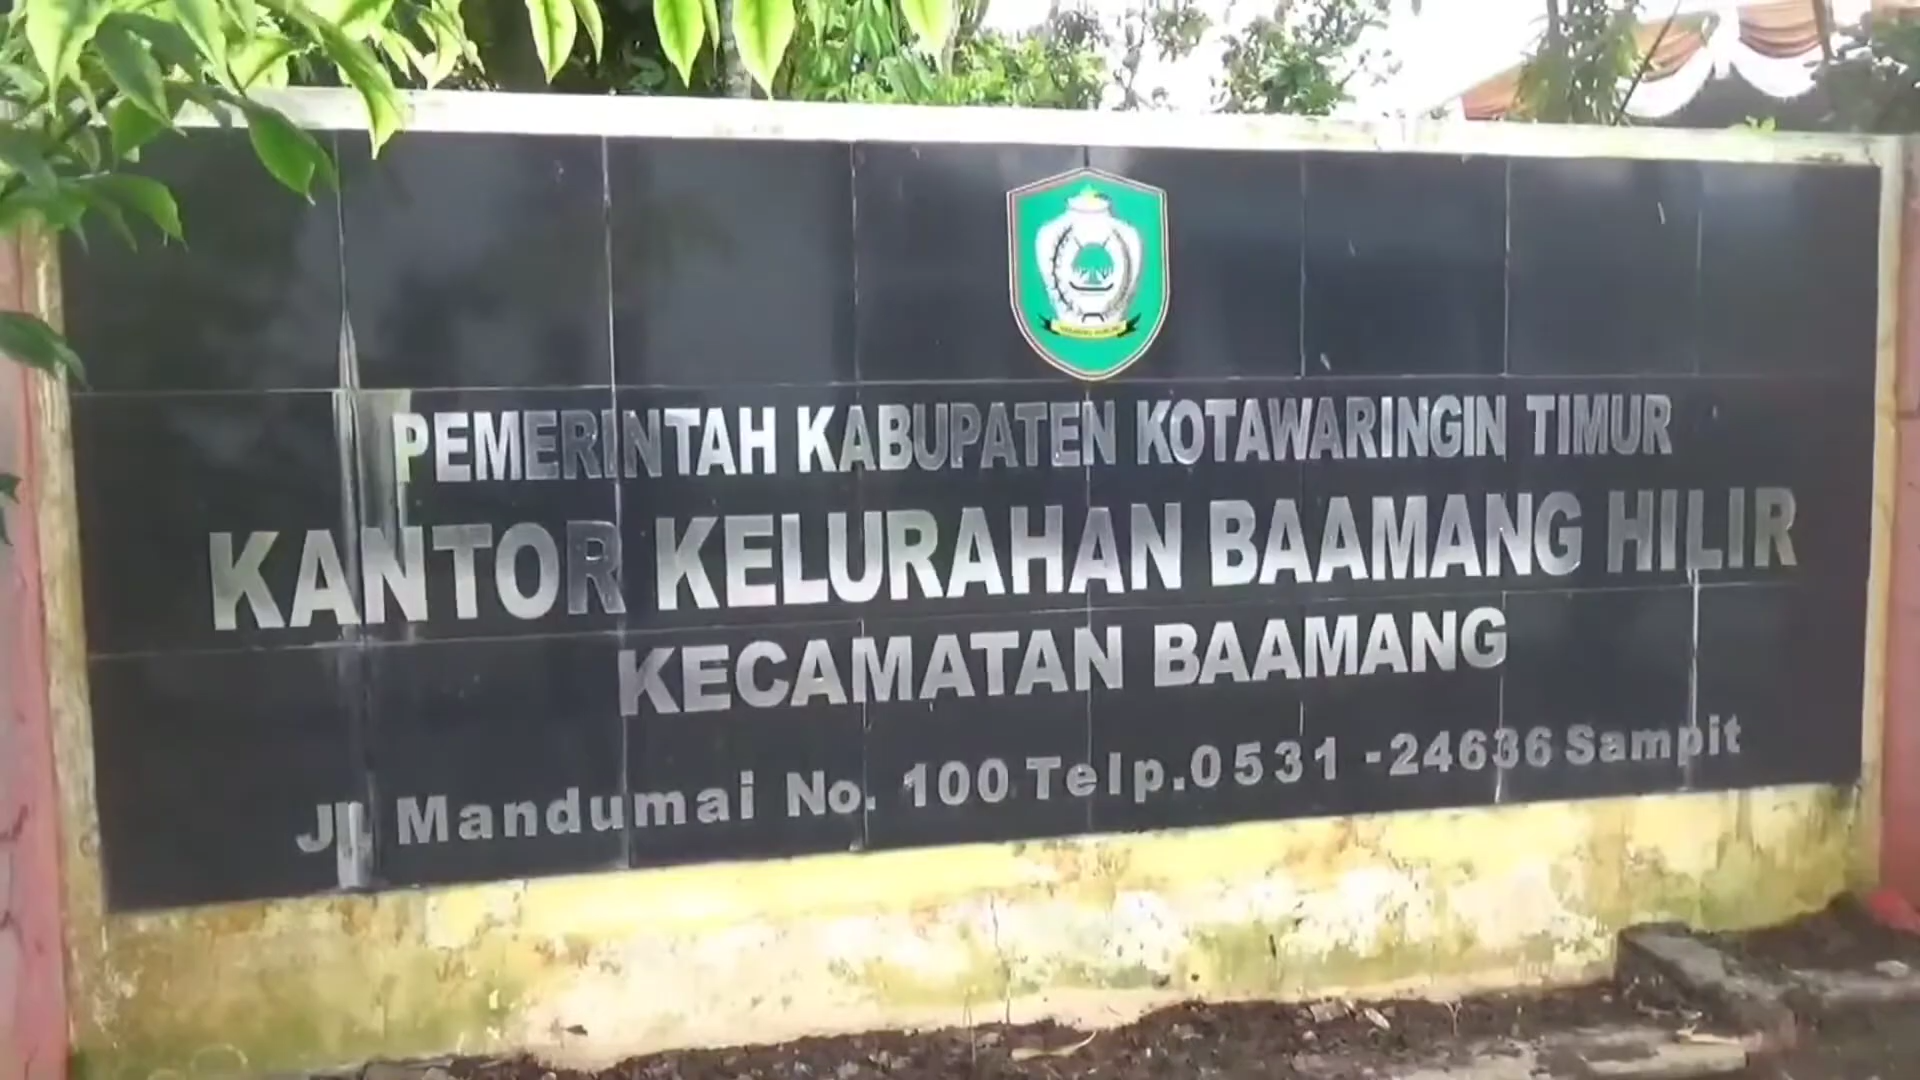 PEMERINTAH KABUPATEN KOTAWARINGIN TIMUR
KANTOR KELURAHAN BAAMANG HILIR
KECAMATAN BAAMANG
Jl. Mandumai No. 100 Telp.0531 -24636 Sampit